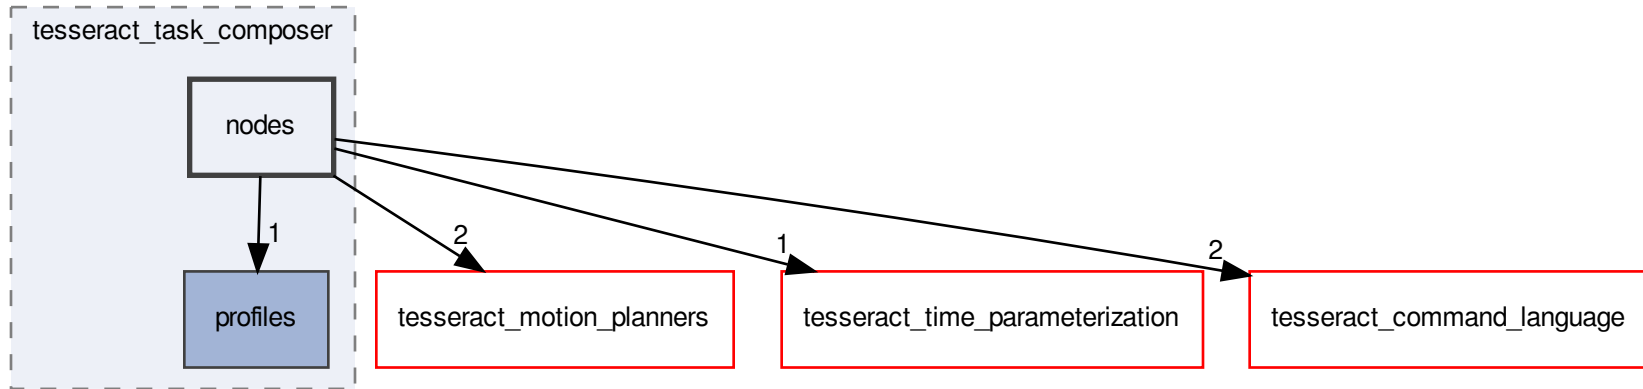 tesseract_task_composer
nodes
1
2
1
2
profiles
tesseract_motion_planners
tesseract_time_parameterization
tesseract_command_language